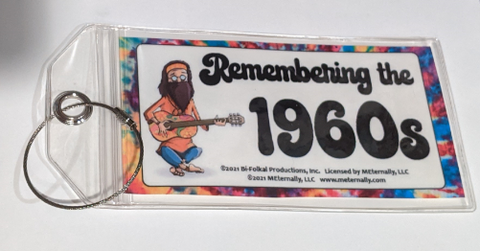 Remembering the
1960s
©2021 Bi-Folkal Productions, Inc. Licensed by MEternally, LLC
©2021 MEternally, LLC www.meternally.com